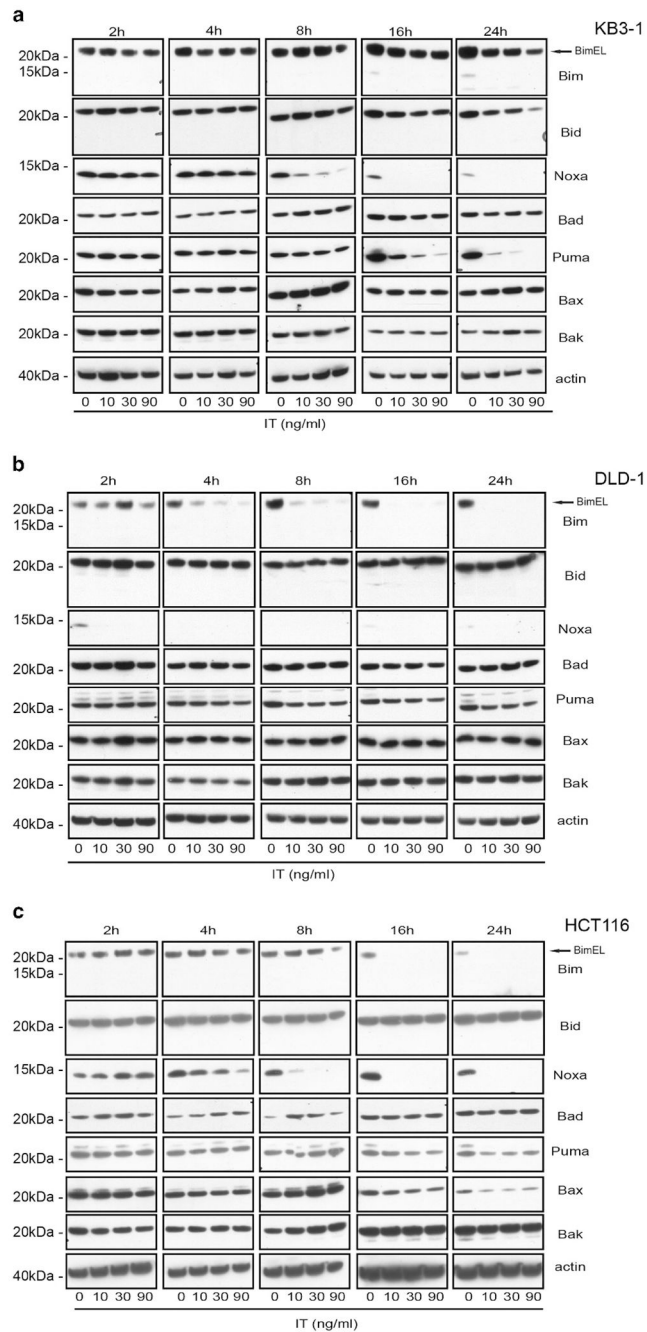 a
KB3-1
2h 4h 8h 16h 24h
20kDa - BimEL
15kDa - Bim
20kDa - Bid
15kDa - Noxa
20kDa - Bad
20kDa - Puma
20kDa - Bax
20kDa - Bak
40kDa - actin
0 10 30 90 0 10 30 90 0 10 30 90 0 10 30 90 0 10 30 90
IT (ng/ml)
b
DLD-1
2h 4h 8h 16h 24h
20kDa - BimEL
15kDa - Bim
20kDa - Bid
15kDa - Noxa
20kDa - Bad
20kDa - Puma
20kDa - Bax
20kDa - Bak
40kDa - actin
0 10 30 90 0 10 30 90 0 10 30 90 0 10 30 90 0 10 30 90
IT (ng/ml)
c
HCT116
2h 4h 8h 16h 24h
20kDa - BimEL
15kDa - Bim
20kDa - Bid
15kDa - Noxa
20kDa - Bad
20kDa - Puma
20kDa - Bax
20kDa - Bak
40kDa - actin
0 10 30 90 0 10 30 90 0 10 30 90 0 10 30 90 0 10 30 90
IT (ng/ml)